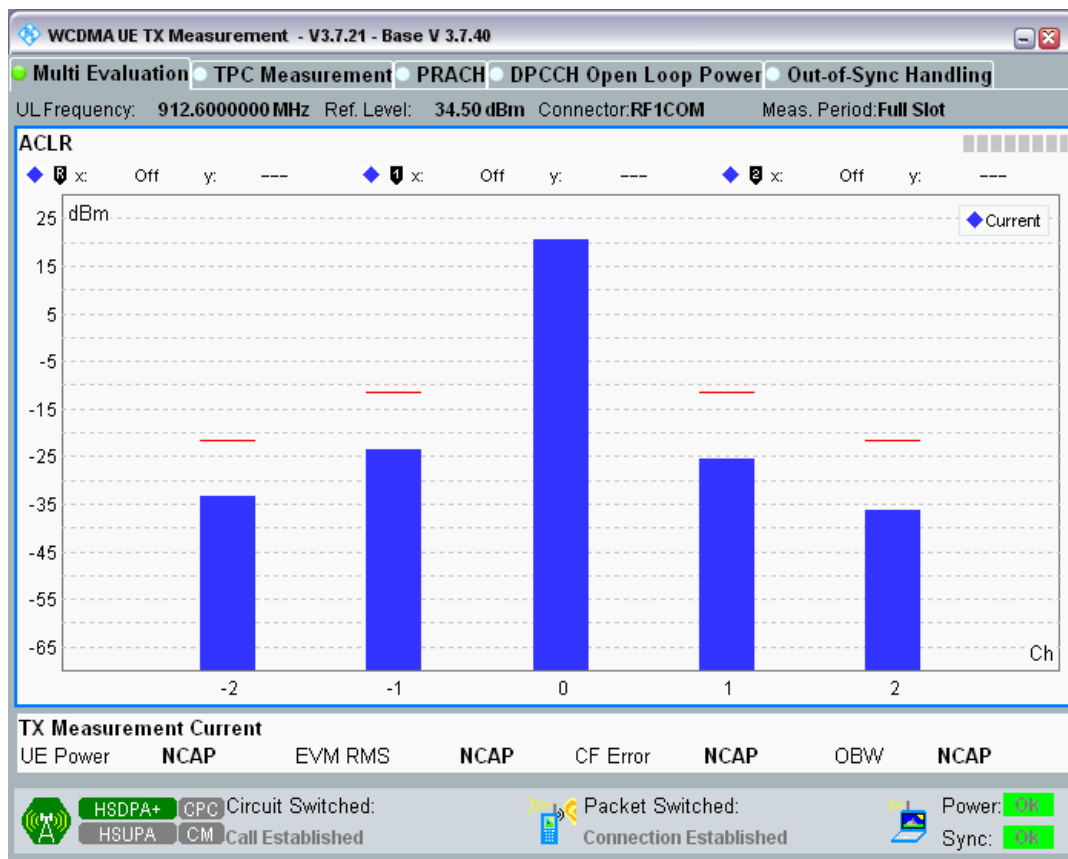 WCDMA UE TX Measurement - V3.7.21 - Base V 3.7.40
Multi Evaluation TPC Measurement PRACH DPCCH Open Loop Power Out-of-Sync Handling
UL Frequency: 912.6000000 MHz Ref. Level: 34.50 dBm Connector:RF1COM Meas. Period:Full Slot
ACLR
R x: Off y: --- 1 x: Off y: --- 2 x: Off y: ---
dBm
Current
25
15
5
-5
-15
-25
-35
-45
-55
-65
Ch
-2 -1 0 1 2
TX Measurement Current
UE Power NCAP EVM RMS NCAP CF Error NCAP OBW NCAP
HSDPA+ CPC Circuit Switched: Packet Switched: Power: OK
HSUPA CM Call Established Connection Established Sync: OK